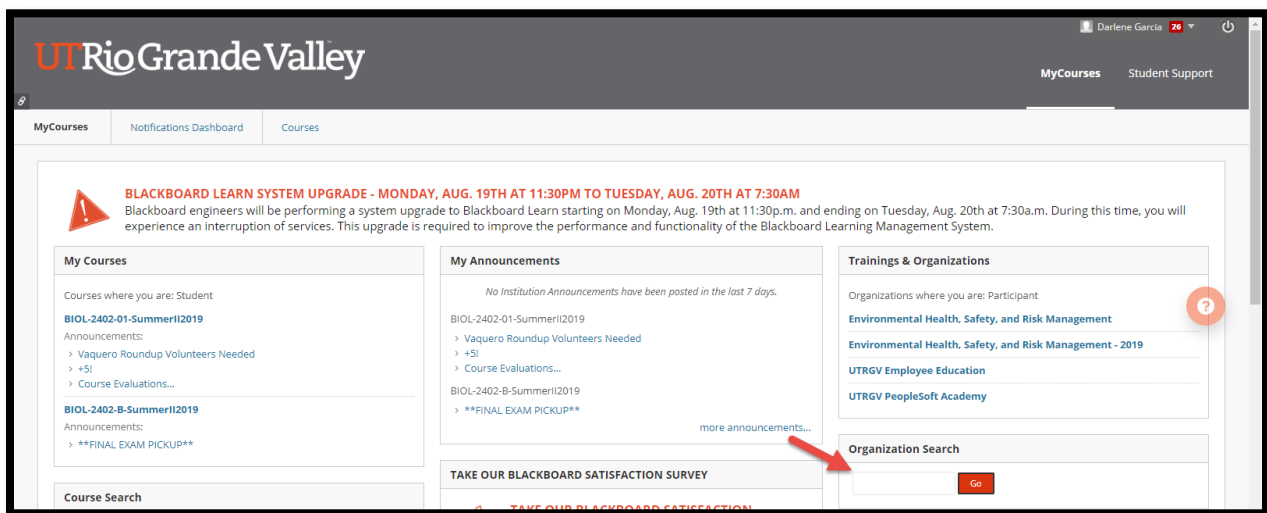 UTRio Grande Valley
Darlene Garcia 26
MyCourses Student Support
MyCourses Notifications Dashboard Courses
BLACKBOARD LEARN SYSTEM UPGRADE - MONDAY, AUG. 19TH AT 11:30PM TO TUESDAY, AUG. 20TH AT 7:30AM
Blackboard engineers will be performing a system upgrade to Blackboard Learn starting on Monday, Aug. 19th at 11:30p.m. and ending on Tuesday, Aug. 20th at 7:30a.m. During this time, you will
experience an interruption of services. This upgrade is required to improve the performance and functionality of the Blackboard Learning Management System.
My Courses
Courses where you are: Student
BIOL-2402-01-SummerII2019
Announcements:
> Vaquero Roundup Volunteers Needed
> +5!
> Course Evaluations...
BIOL-2402-B-SummerII2019
Announcements:
> **FINAL EXAM PICKUP**
Course Search
My Announcements
No Institution Announcements have been posted in the last 7 days.
BIOL-2402-01-SummerII2019
> Vaquero Roundup Volunteers Needed
> +5!
> Course Evaluations...
BIOL-2402-B-SummerII2019
> **FINAL EXAM PICKUP**
more announcements...
TAKE OUR BLACKBOARD SATISFACTION SURVEY
TAKE OUR BLACKBOARD SATISFACTION
Trainings & Organizations
Organizations where you are: Participant
Environmental Health, Safety, and Risk Management
Environmental Health, Safety, and Risk Management - 2019
UTRGV Employee Education
UTRGV PeopleSoft Academy
?
Organization Search
Go